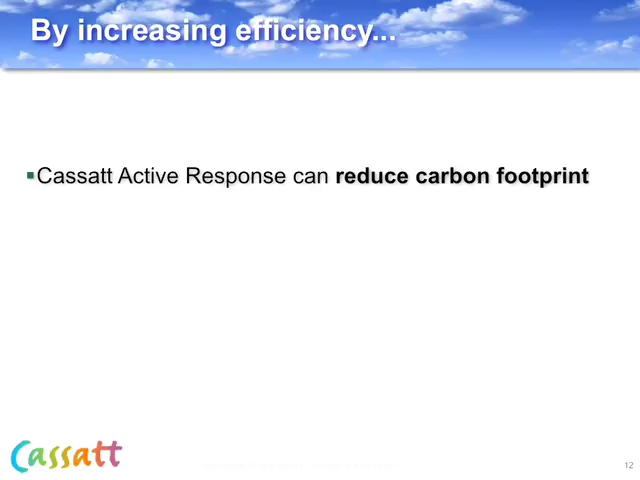 By increasing efficiency...
▪Cassatt Active Response can reduce carbon footprint
Cassatt
12